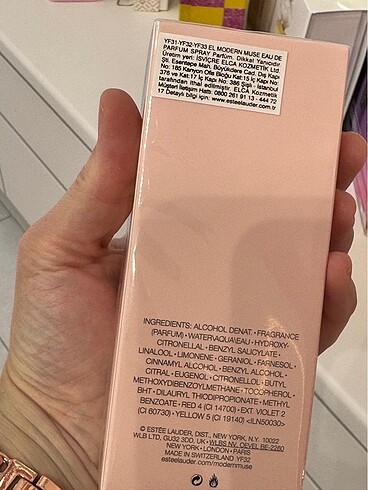 YF31-YF32-YF33 EL MODERN MUSE EAU DE
PARFUM SPRAY Parfüm. Dikkat Yanıcıdır
Üretim yeri: İSVİÇRE ELCA KOZMETİK Ltd.
Şti. Esentepe Mah. Büyükdere Cad. Dış Kapı
No: 185 Kanyon Ofis Bloğu Kat:15 İç Kapı No:
376 ve Kat:17 İç Kapı No: 386 Şişli - İstanbul
tarafından ithal edilmiştir. ELCA Kozmetik
Müşteri İletişim Hattı: 0800 261 91 13 - 444 72
17 Detaylı bilgi için: www.esteelauder.com.tr
INGREDIENTS: ALCOHOL DENAT. • FRAGRANCE
(PARFUM) • WATER\AQUA\EAU • HYDROXY-
CITRONELLAL • BENZYL SALICYLATE •
LINALOOL • LIMONENE • GERANIOL • FARNESOL •
CINNAMYL ALCOHOL • BENZYL ALCOHOL •
CITRAL • EUGENOL • CITRONELLOL • BUTYL
METHOXYDIBENZOYLMETHANE • TOCOPHEROL •
BHT • DILAURYL THIODIPROPIONATE • METHYL
BENZOATE • RED 4 (CI 14700) • EXT. VIOLET 2
(CI 60730) • YELLOW 5 (CI 19140) <ILN50030>
© ESTÉE LAUDER, DIST., NEW YORK, N.Y. 10022
WLB LTD, GU32 3DD, UK • WLBS NV, OEVEL BE-2260
NEW YORK • LONDON • PARIS
MADE IN SWITZERLAND YF32
esteelauder.com/modernmuse